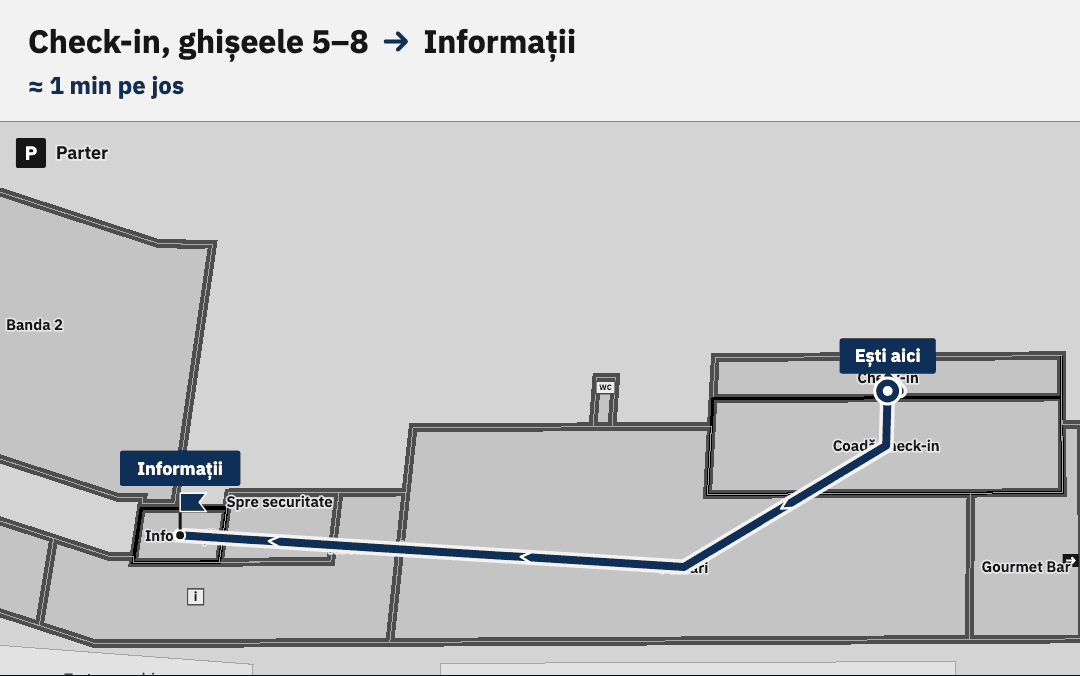 Check-in, ghișeele 5–8 → Informații
≈ 1 min pe jos
P Parter
Banda 2
Ești aici
wc
Informații
Spre securitate
Info
i
Gourmet Bar